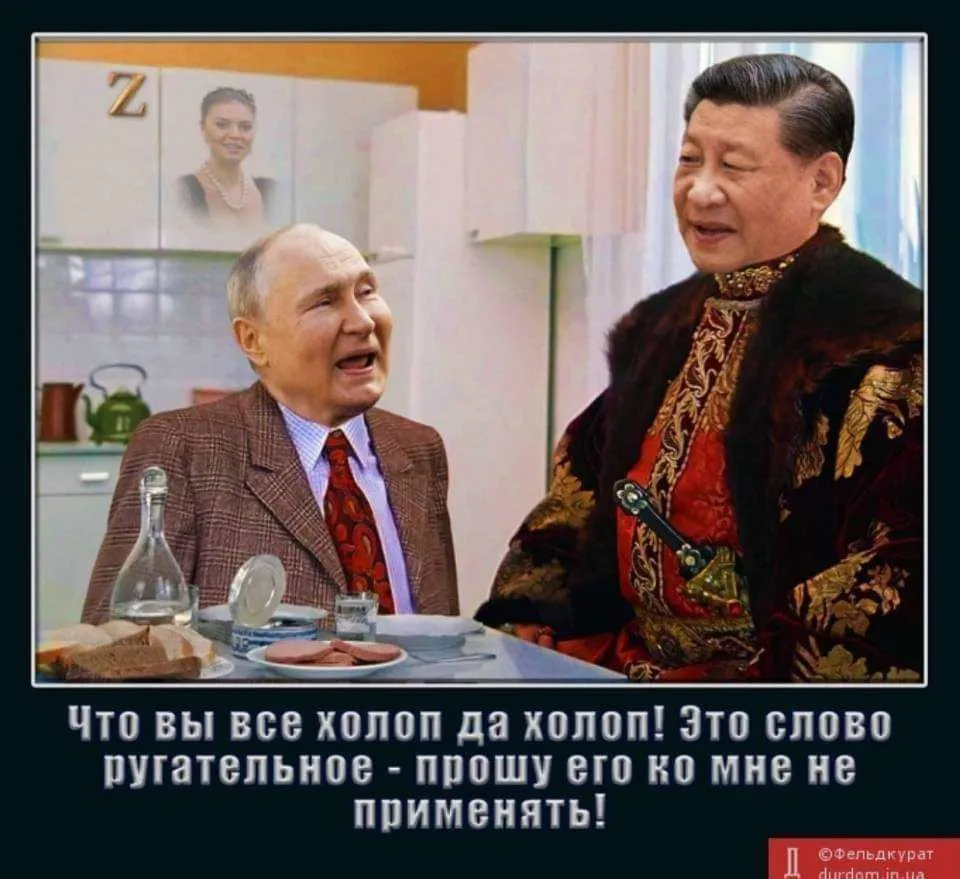 Z
Что вы все холоп да холоп! Это слово
ругательное - прошу его ко мне не
применять!
Д ©Фельдкурат
durdom.in.ua